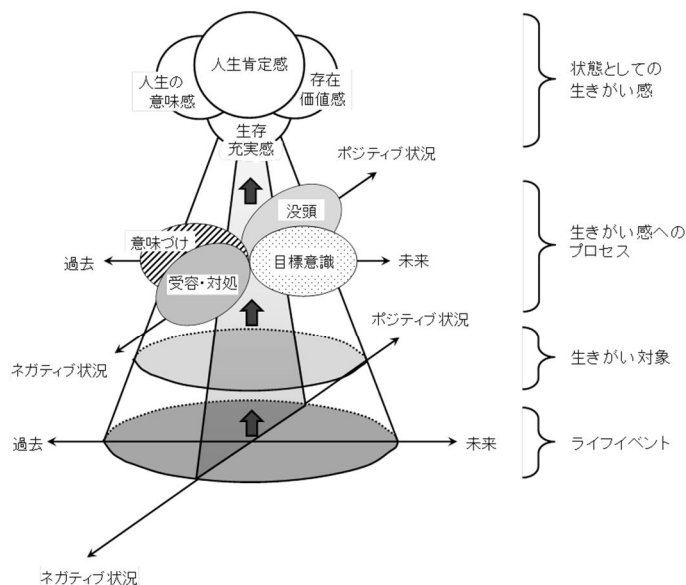 人生肯定感
人生の
意味感
存在
価値感
生存
充実感
状態としての
生きがい感
ポジティブ状況
没頭
意味づけ
過去
目標意識
未来
受容・対処
生きがい感への
プロセス
ポジティブ状況
ネガティブ状況
生きがい対象
過去
未来
ライフイベント
ネガティブ状況